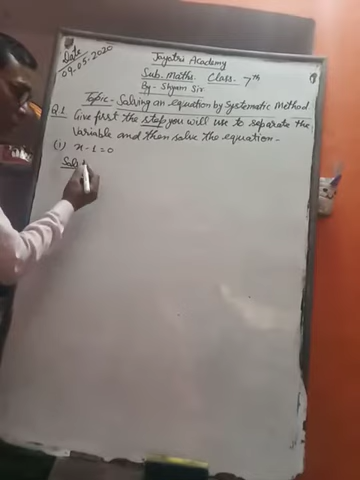 Date
09.05.2020
Jayatri Academy
Sub. Maths. Class. 7th
By - Shyam Sir
Topic - Solving an equation by Systematic Method
Q.1 Give first the step you will use to separate the
Variable and then solve the equation -
(1) x - 1 = 0
Sol